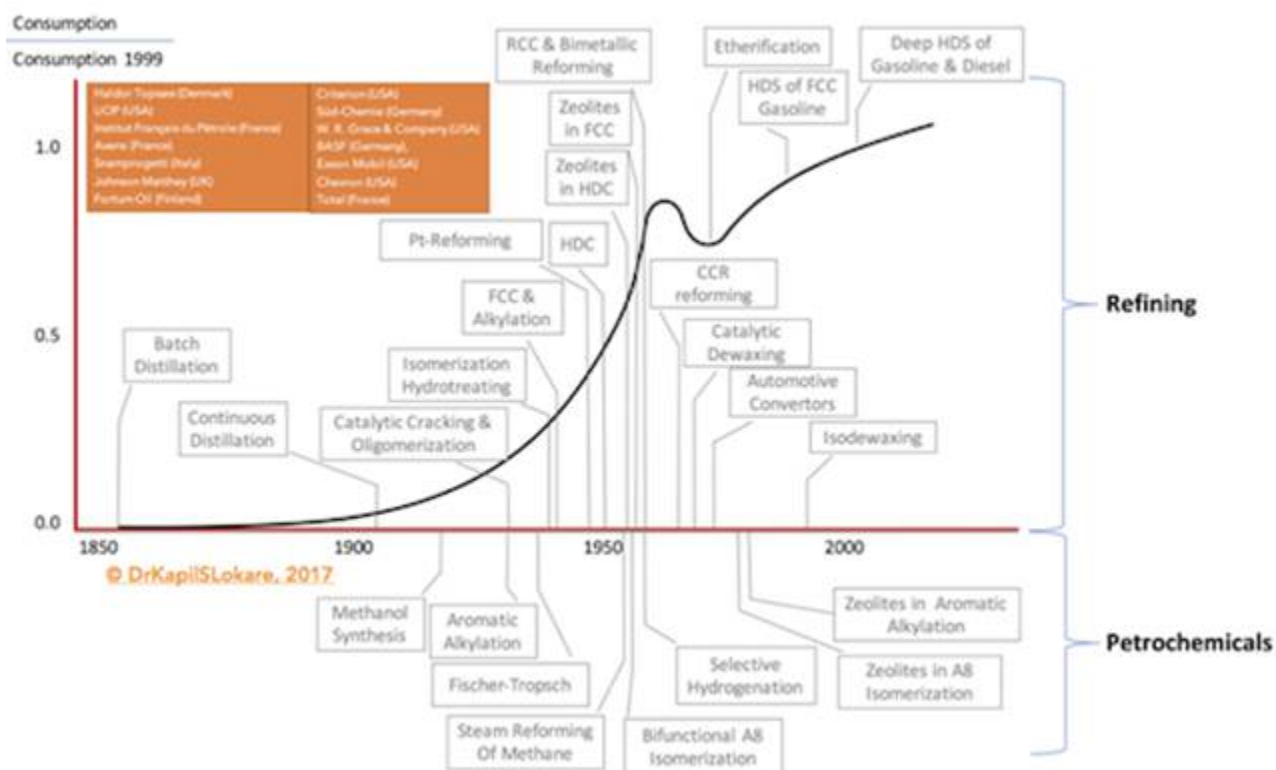 Consumption
Consumption 1999
Haldor Topsøe (Denmark)
UOP (USA)
Institut Français du Pétrole (France)
Axens (France)
Snamprogetti (Italy)
Johnson Matthey (UK)
Fortum Oil (Finland)
Criterion (USA)
Süd-Chemie (Germany)
W. R. Grace & Company (USA)
BASF (Germany),
Exxon Mobil (USA)
Chevron (USA)
Total (France)
RCC & Bimetallic
Reforming
Etherification
Deep HDS of
Gasoline & Diesel
HDS of FCC
Gasoline
Zeolites
in FCC
Zeolites
in HDC
1.0
Pt-Reforming
HDC
CCR
reforming
FCC &
Alkylation
Refining
0.5
Batch
Distillation
Catalytic
Dewaxing
Isomerization
Hydrotreating
Automotive
Convertors
Continuous
Distillation
Catalytic Cracking &
Oligomerization
Isodewaxing
0.0
1850
1900
1950
2000
© DrKapilSLokare, 2017
Methanol
Synthesis
Aromatic
Alkylation
Zeolites in Aromatic
Alkylation
Petrochemicals
Fischer-Tropsch
Selective
Hydrogenation
Zeolites in A8
Isomerization
Steam Reforming
Of Methane
Bifunctional A8
Isomerization